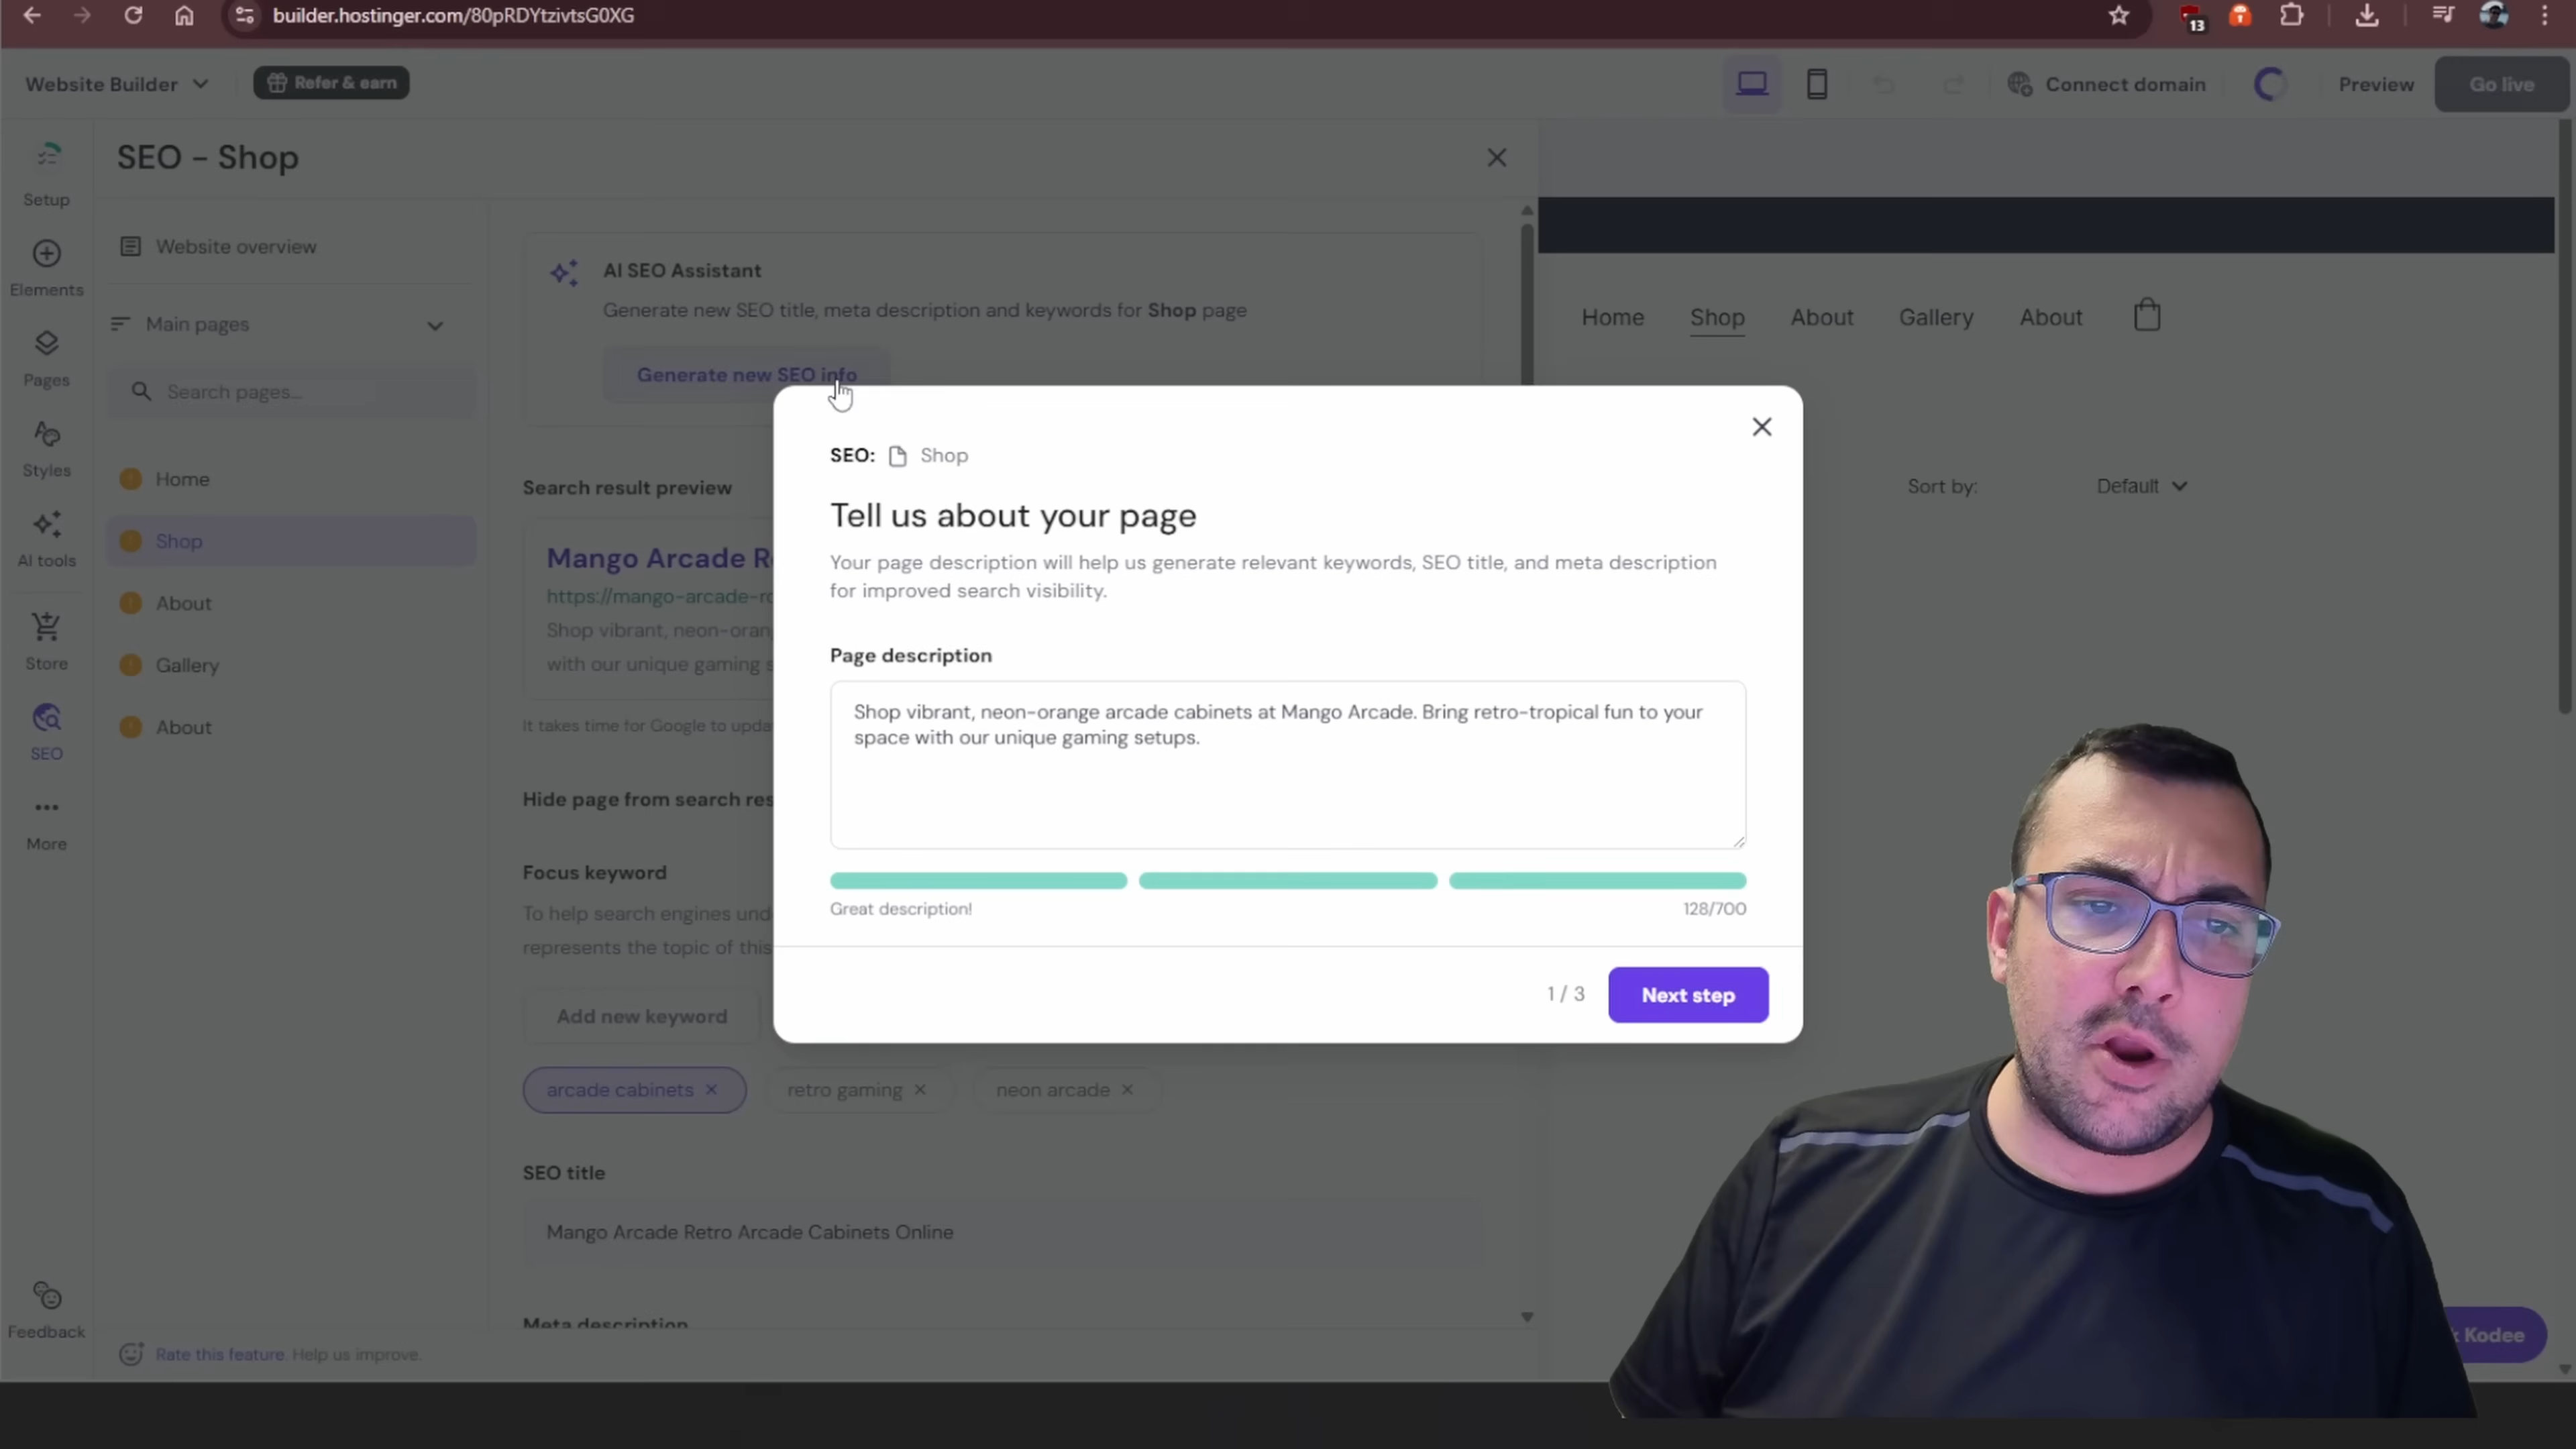 builder.hostinger.com/80pRDYtzivtsG0XG
13
Website Builder
Refer & earn
Connect domain
Preview
Go live
Setup
Elements
Pages
Styles
AI tools
Store
SEO
More
Feedback
SEO - Shop
Website overview
Main pages
Search pages...
Home
Shop
About
Gallery
About
AI SEO Assistant
Generate new SEO title, meta description and keywords for Shop page
Generate new SEO info
Search result preview
Mango Arcade R
https://mango-arcade-r
Shop vibrant, neon-oran
with our unique gaming s
It takes time for Google to upda
Hide page from search res
Focus keyword
To help search engines und
represents the topic of this
Add new keyword
arcade cabinets
retro gaming
neon arcade
SEO title
Mango Arcade Retro Arcade Cabinets Online
Meta description
Rate this feature. Help us improve.
SEO: Shop
Tell us about your page
Your page description will help us generate relevant keywords, SEO title, and meta description
for improved search visibility.
Page description
Shop vibrant, neon-orange arcade cabinets at Mango Arcade. Bring retro-tropical fun to your
space with our unique gaming setups.
Great description!
128/700
1 / 3
Next step
Home
Shop
About
Gallery
About
Sort by:
Default
k Kodee